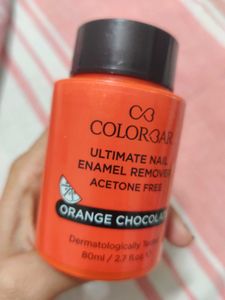 COLORBAR
ULTIMATE NAIL
ENAMEL REMOVER
ACETONE FREE
ORANGE CHOCOLA
Dermatologically Tested
80ml / 2.7 fl.oz